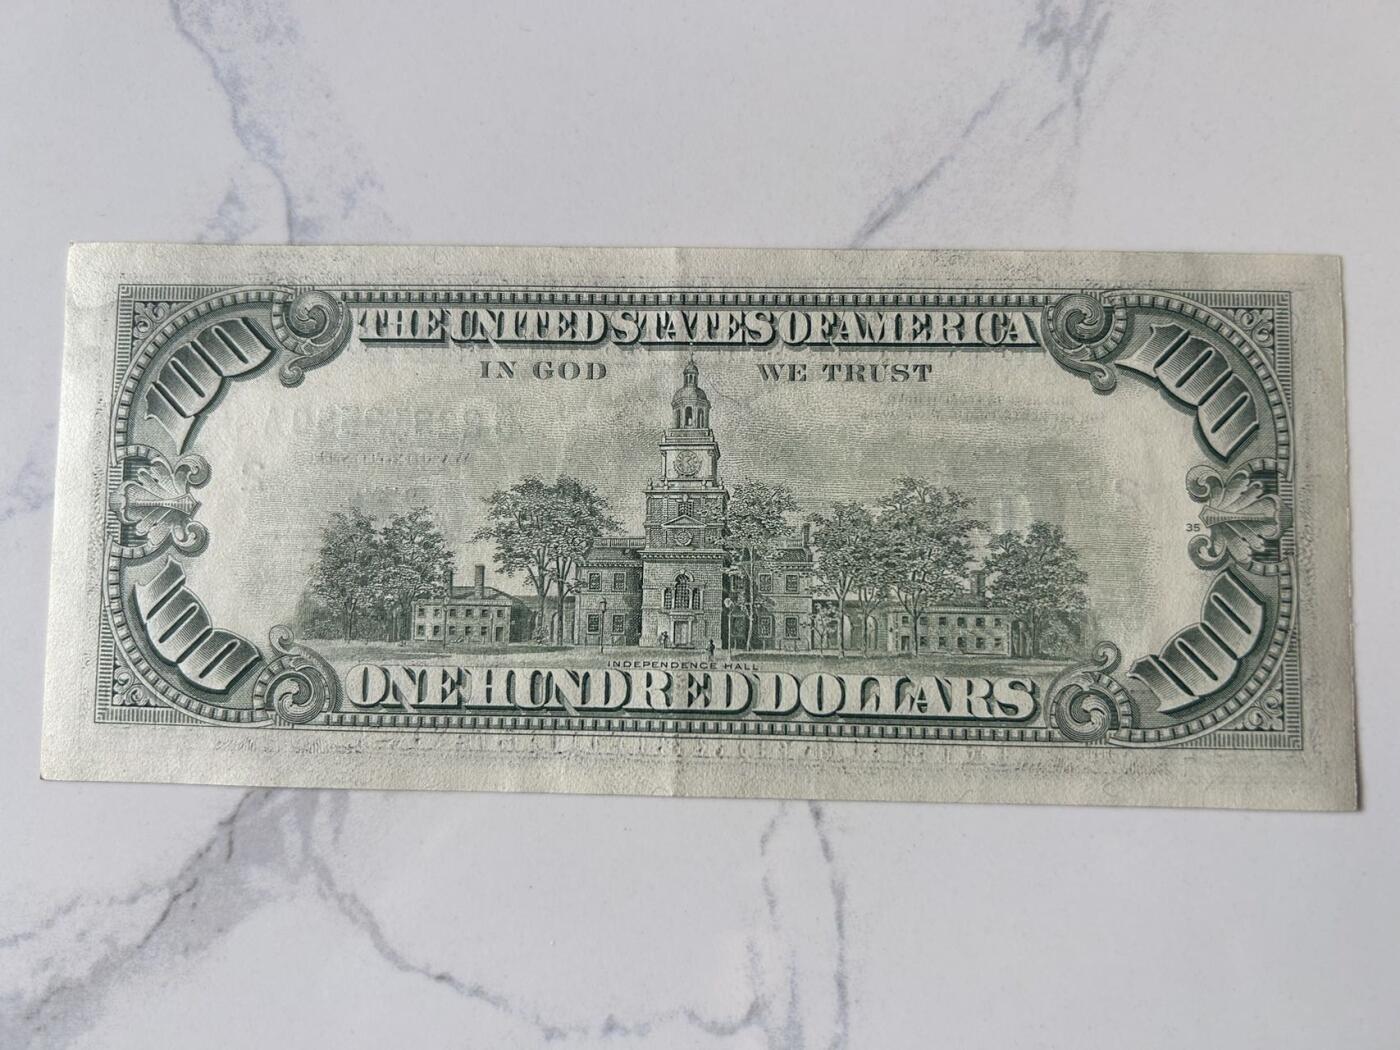 100 THE UNITED STATES OF AMERICA 100
IN GOD WE TRUST
35
INDEPENDENCE HALL
100 ONE HUNDRED DOLLARS 100